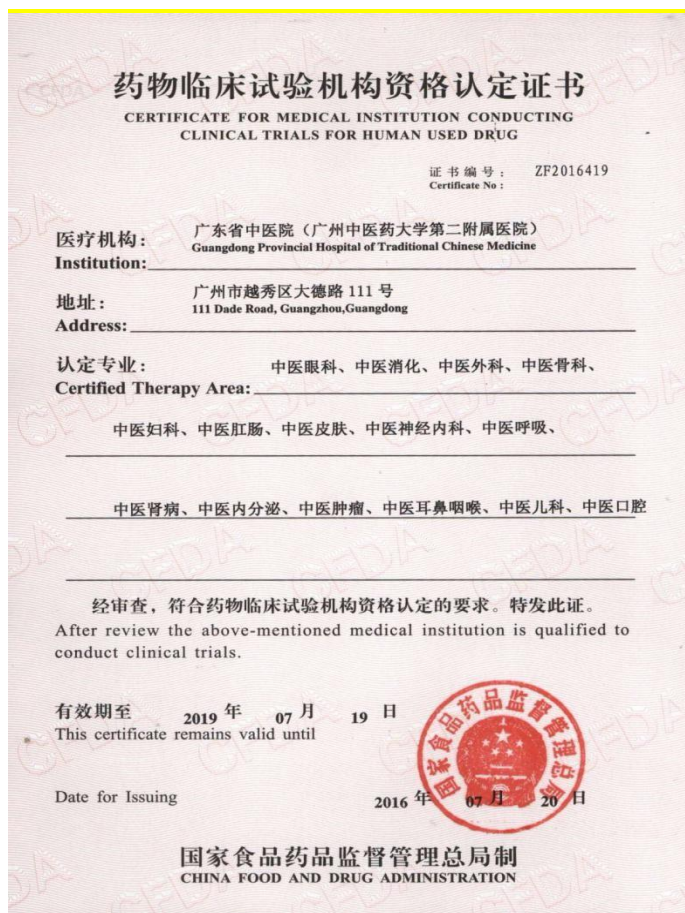 药物临床试验机构资格认定证书
CERTIFICATE FOR MEDICAL INSTITUTION CONDUCTING
CLINICAL TRIALS FOR HUMAN USED DRUG
证书编号: ZF2016419
Certificate No :
医疗机构: 广东省中医院（广州中医药大学第二附属医院）
Institution: Guangdong Provincial Hospital of Traditional Chinese Medicine
地址: 广州市越秀区大德路 111 号
Address: 111 Dade Road, Guangzhou,Guangdong
认定专业: 中医眼科、中医消化、中医外科、中医骨科、
Certified Therapy Area:
中医妇科、中医肛肠、中医皮肤、中医神经内科、中医呼吸、
中医肾病、中医内分泌、中医肿瘤、中医耳鼻咽喉、中医儿科、中医口腔
经审查，符合药物临床试验机构资格认定的要求。特发此证。
After review the above-mentioned medical institution is qualified to
conduct clinical trials.
有效期至 2019 年 07 月 19 日
This certificate remains valid until
国家食品药品监督管理总局
Date for Issuing 2016 年 07 月 20 日
国家食品药品监督管理总局制
CHINA FOOD AND DRUG ADMINISTRATION
CFDA